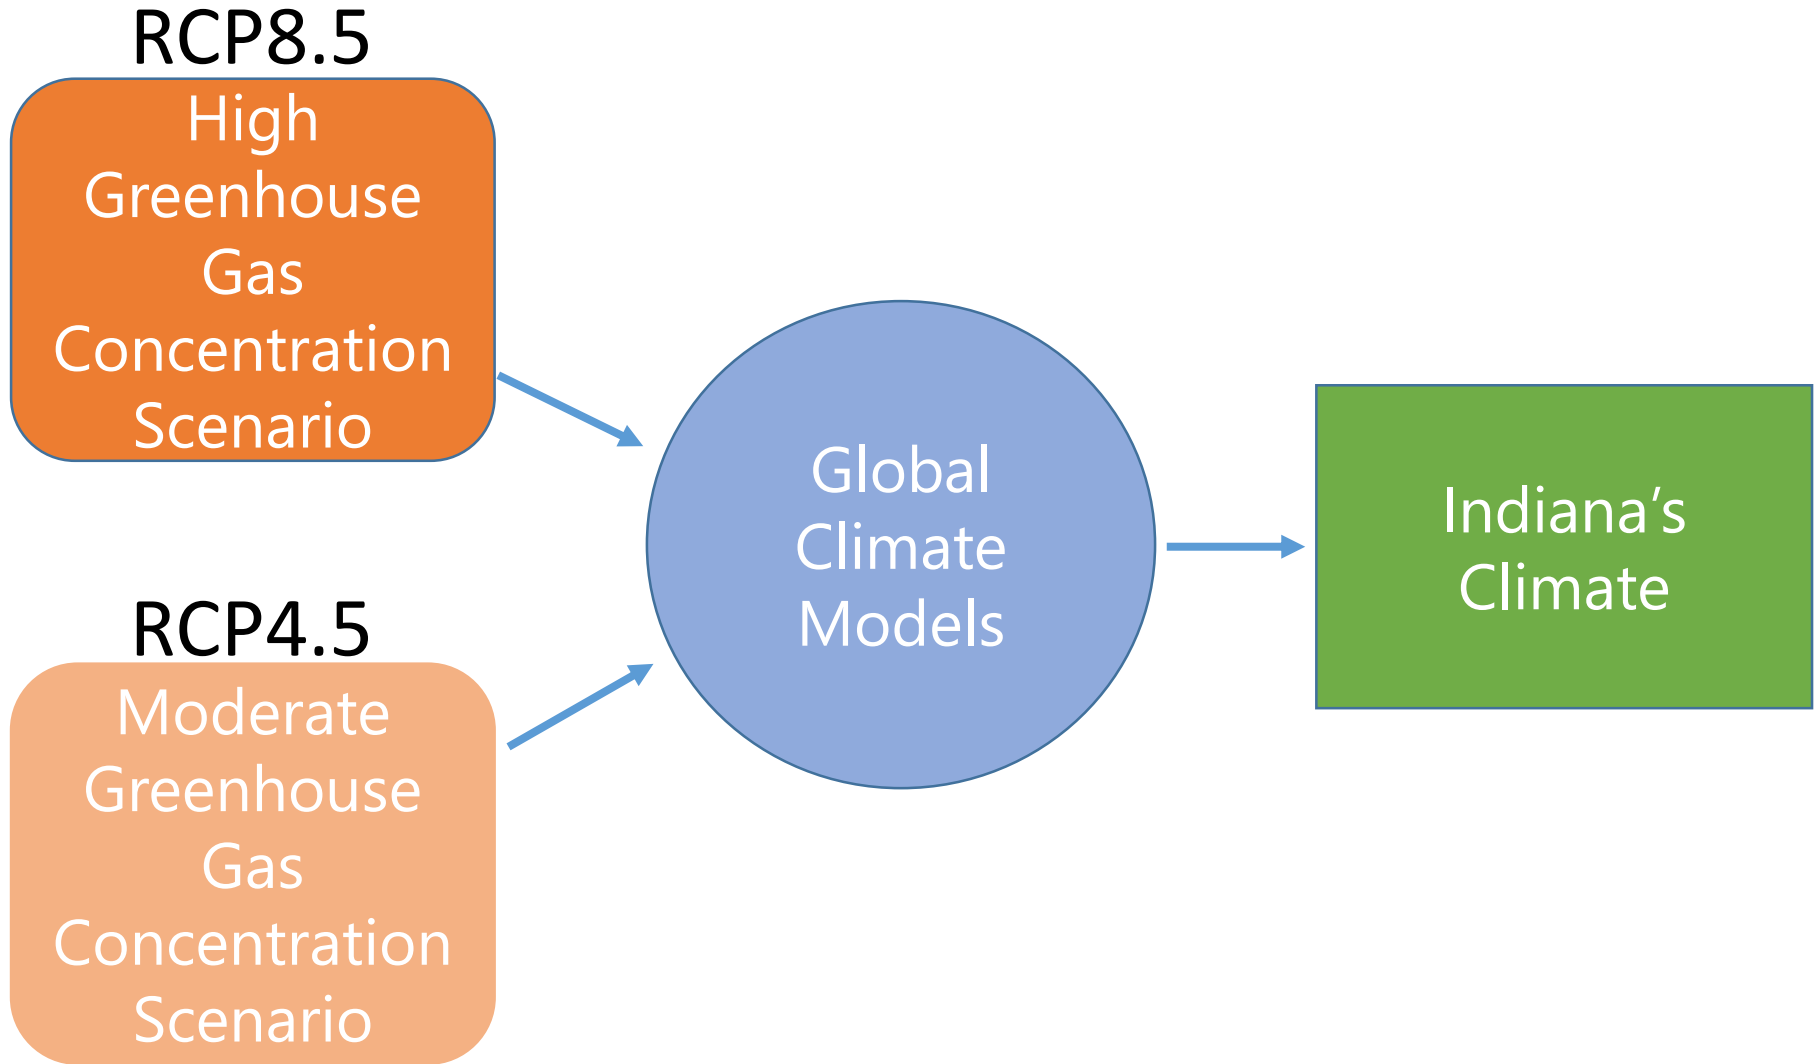 RCP8.5
High
Greenhouse
Gas
Concentration
Scenario
RCP4.5
Moderate
Greenhouse
Gas
Concentration
Scenario
Global
Climate
Models
Indiana’s
Climate